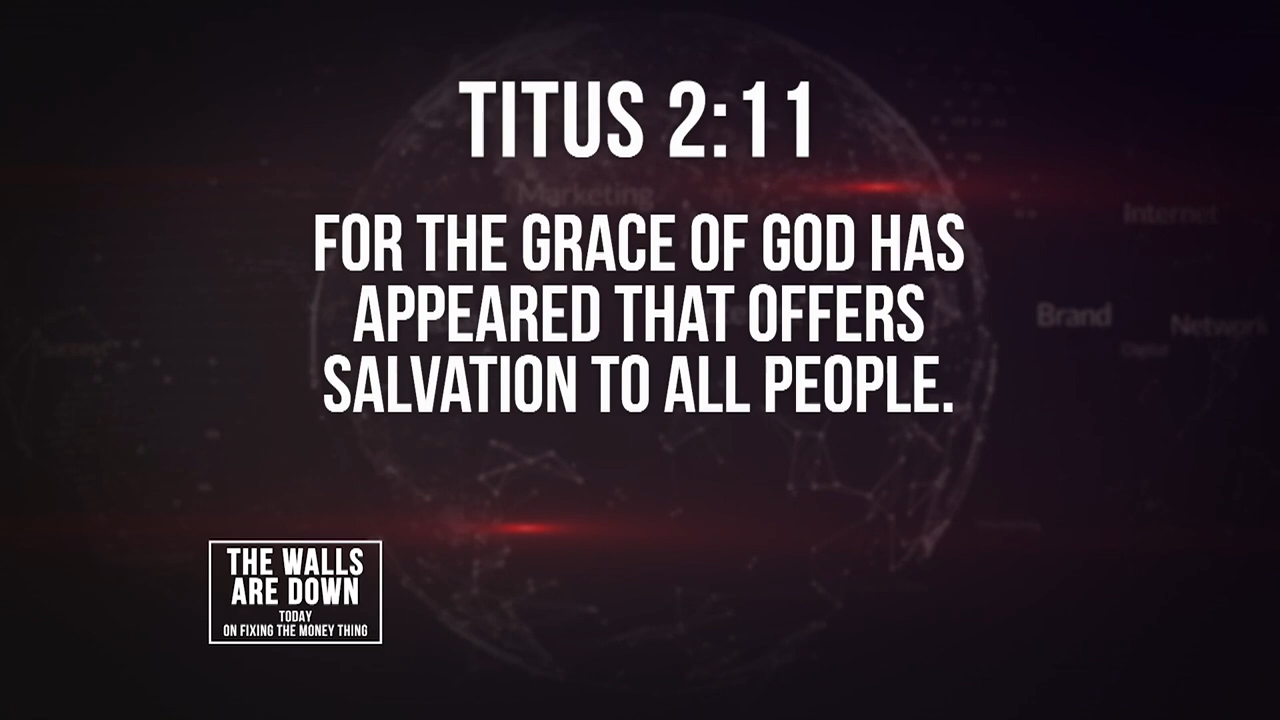 TITUS 2:11
Marketing
Internet
FOR THE GRACE OF GOD HAS
APPEARED THAT OFFERS
Brand
Network
Digital
SALVATION TO ALL PEOPLE.
THE WALLS
ARE DOWN
TODAY
ON FIXING THE MONEY THING